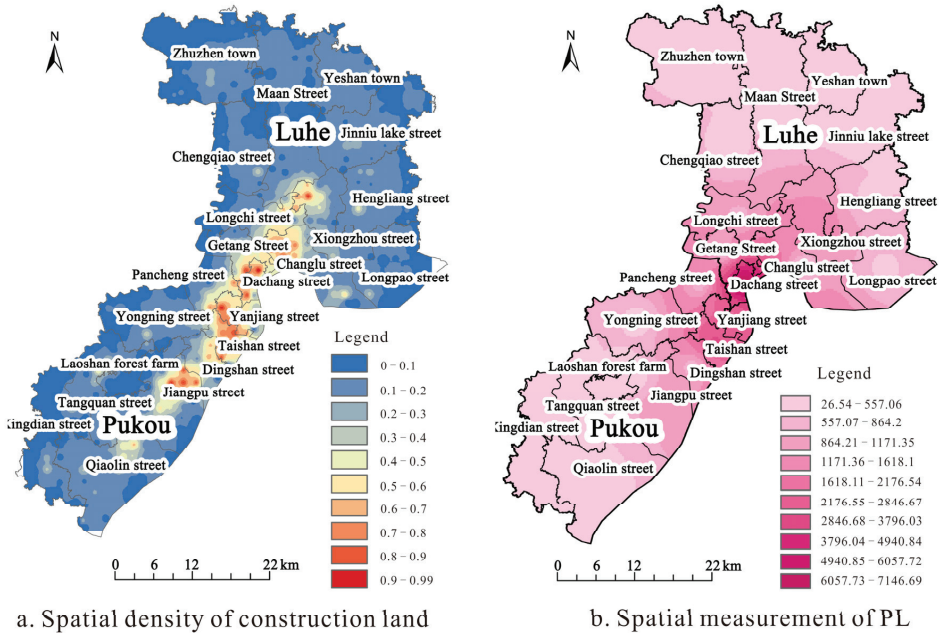 N
Zhuzhen town
Yeshan town
Maan Street
Luhe
Jinniu lake street
Chengqiao street
Hengliang street
Longchi street
Getang Street
Xiongzhou street
Changlu street
Pancheng street
Dachang street
Longpao street
Yongning street
Yanjiang street
Taishan street
Laoshan forest farm
Dingshan street
Jiangpu street
Tangquan street
Xingdian street
Pukou
Qiaolin street
Legend
0 – 0.1
0.1 – 0.2
0.2 – 0.3
0.3 – 0.4
0.4 – 0.5
0.5 – 0.6
0.6 – 0.7
0.7 – 0.8
0.8 – 0.9
0.9 – 0.99
0 5 10 22 km
a. Spatial density of construction land
N
Zhuzhen town
Yeshan town
Maan Street
Luhe
Jinniu lake street
Chengqiao street
Hengliang street
Longchi street
Getang Street
Xiongzhou street
Changlu street
Pancheng street
Dachang street
Longpao street
Yongning street
Yanjiang street
Taishan street
Laoshan forest farm
Dingshan street
Jiangpu street
Tangquan street
Xingdian street
Pukou
Qiaolin street
Legend
26.54 – 557.06
557.07 – 864.2
864.21 – 1171.35
1171.36 – 1618.1
1618.11 – 2176.54
2176.55 – 2846.67
2846.68 – 3796.03
3796.04 – 4940.84
4940.85 – 6057.72
6057.73 – 7146.69
0 5 10 22 km
b. Spatial measurement of PL